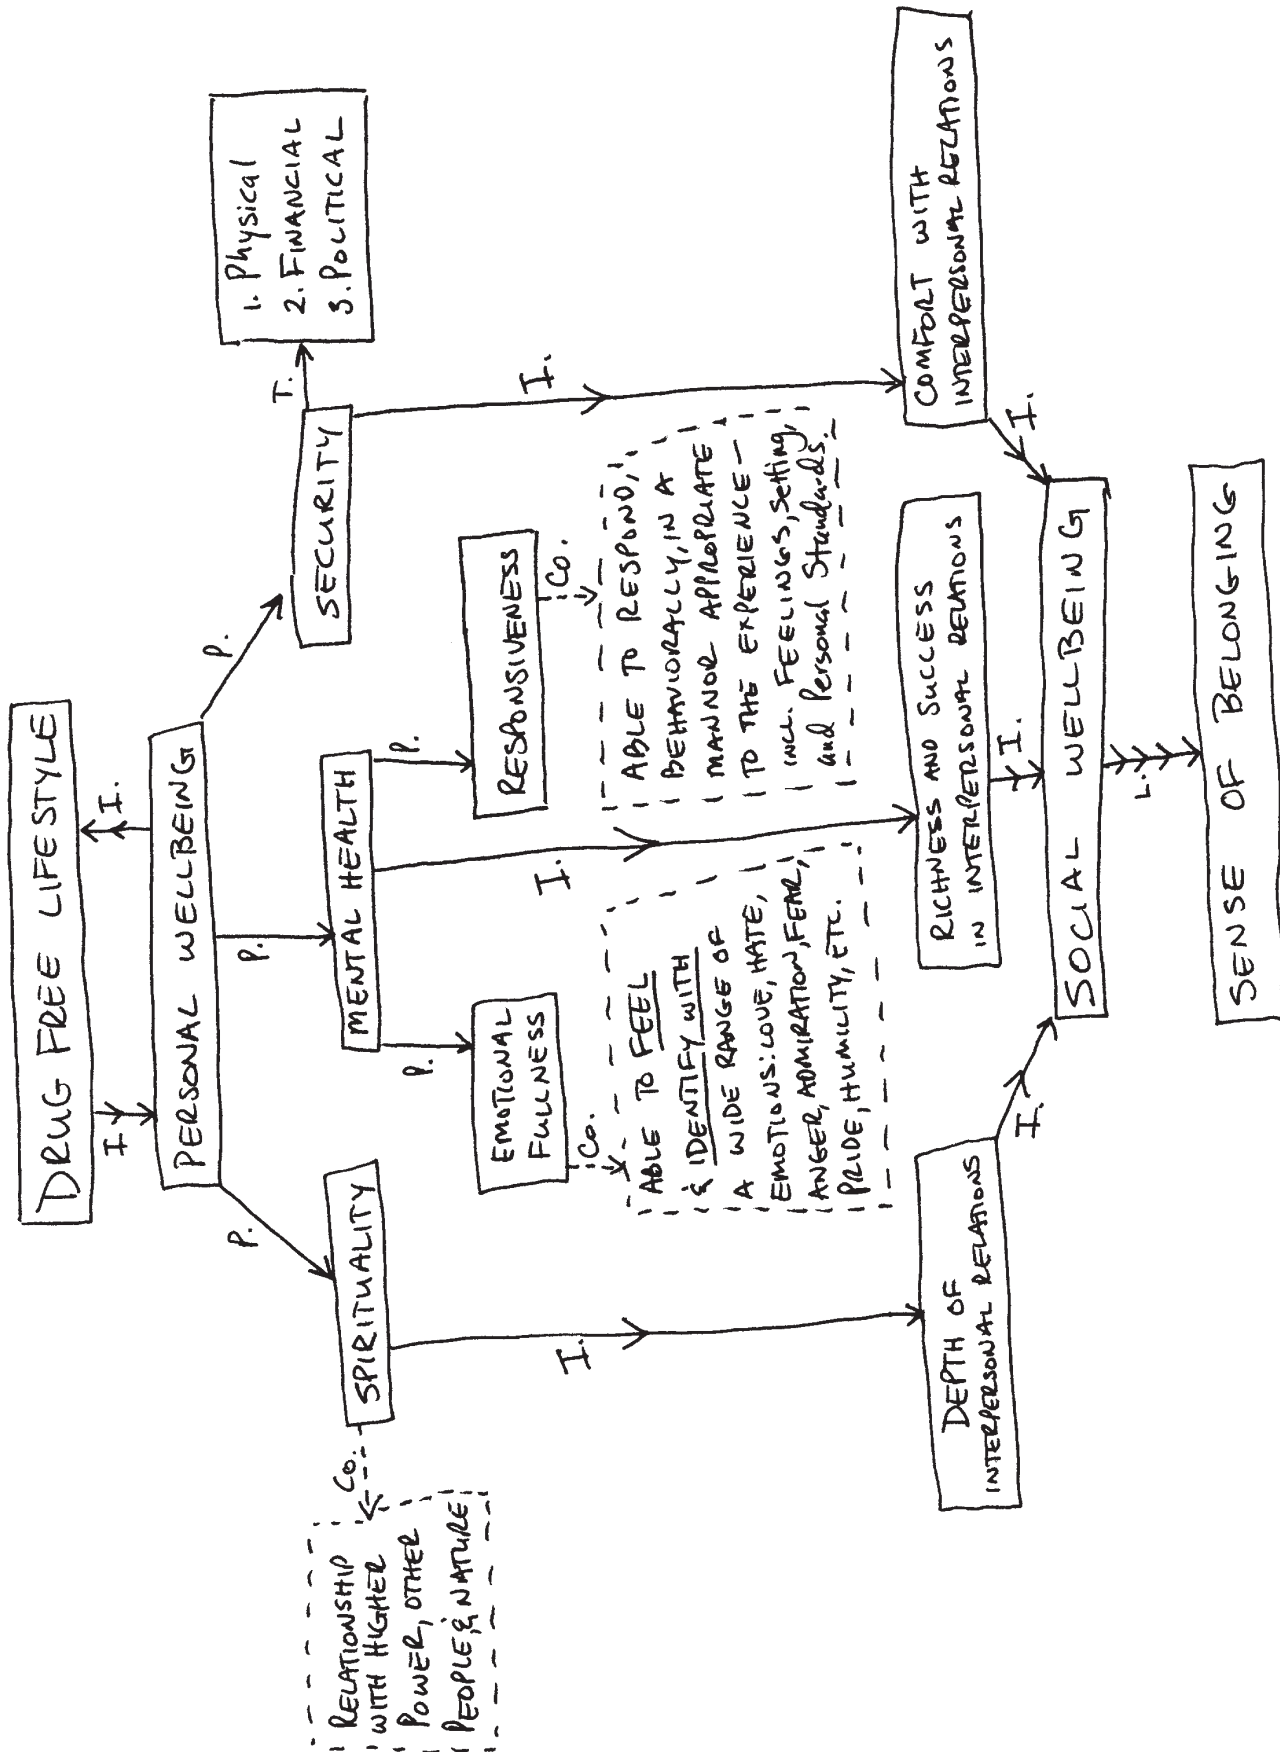 DRUG FREE LIFESTYLE
I
I.
PERSONAL WELLBEING
P.
P.
P.
RELATIONSHIP
WITH HIGHER
POWER, OTHER
PEOPLE, & NATURE
Co.
SPIRITUALITY
MENTAL HEALTH
SECURITY
T.
1. Physical
2. FINANCIAL
3. POLITICAL
P.
P.
EMOTIONAL
FULLNESS
RESPONSIVENESS
Co.
Co.
I.
I.
I.
ABLE TO FEEL
& IDENTIFY WITH
A WIDE RANGE OF
EMOTIONS: LOVE, HATE,
ANGER, ADMIRATION, FEAR,
PRIDE, HUMILITY, ETC.
ABLE TO RESPOND,
BEHAVIORALLY, IN A
MANNOR APPROPRIATE
TO THE EXPERIENCE —
INCL. FEELINGS, Setting,
and Personal Standards.
DEPTH OF
INTERPERSONAL RELATIONS
RICHNESS AND SUCCESS
IN INTERPERSONAL RELATIONS
COMFORT WITH
INTERPERSONAL RELATIONS
I.
I.
I.
SOCIAL WELLBEING
L.
SENSE OF BELONGING